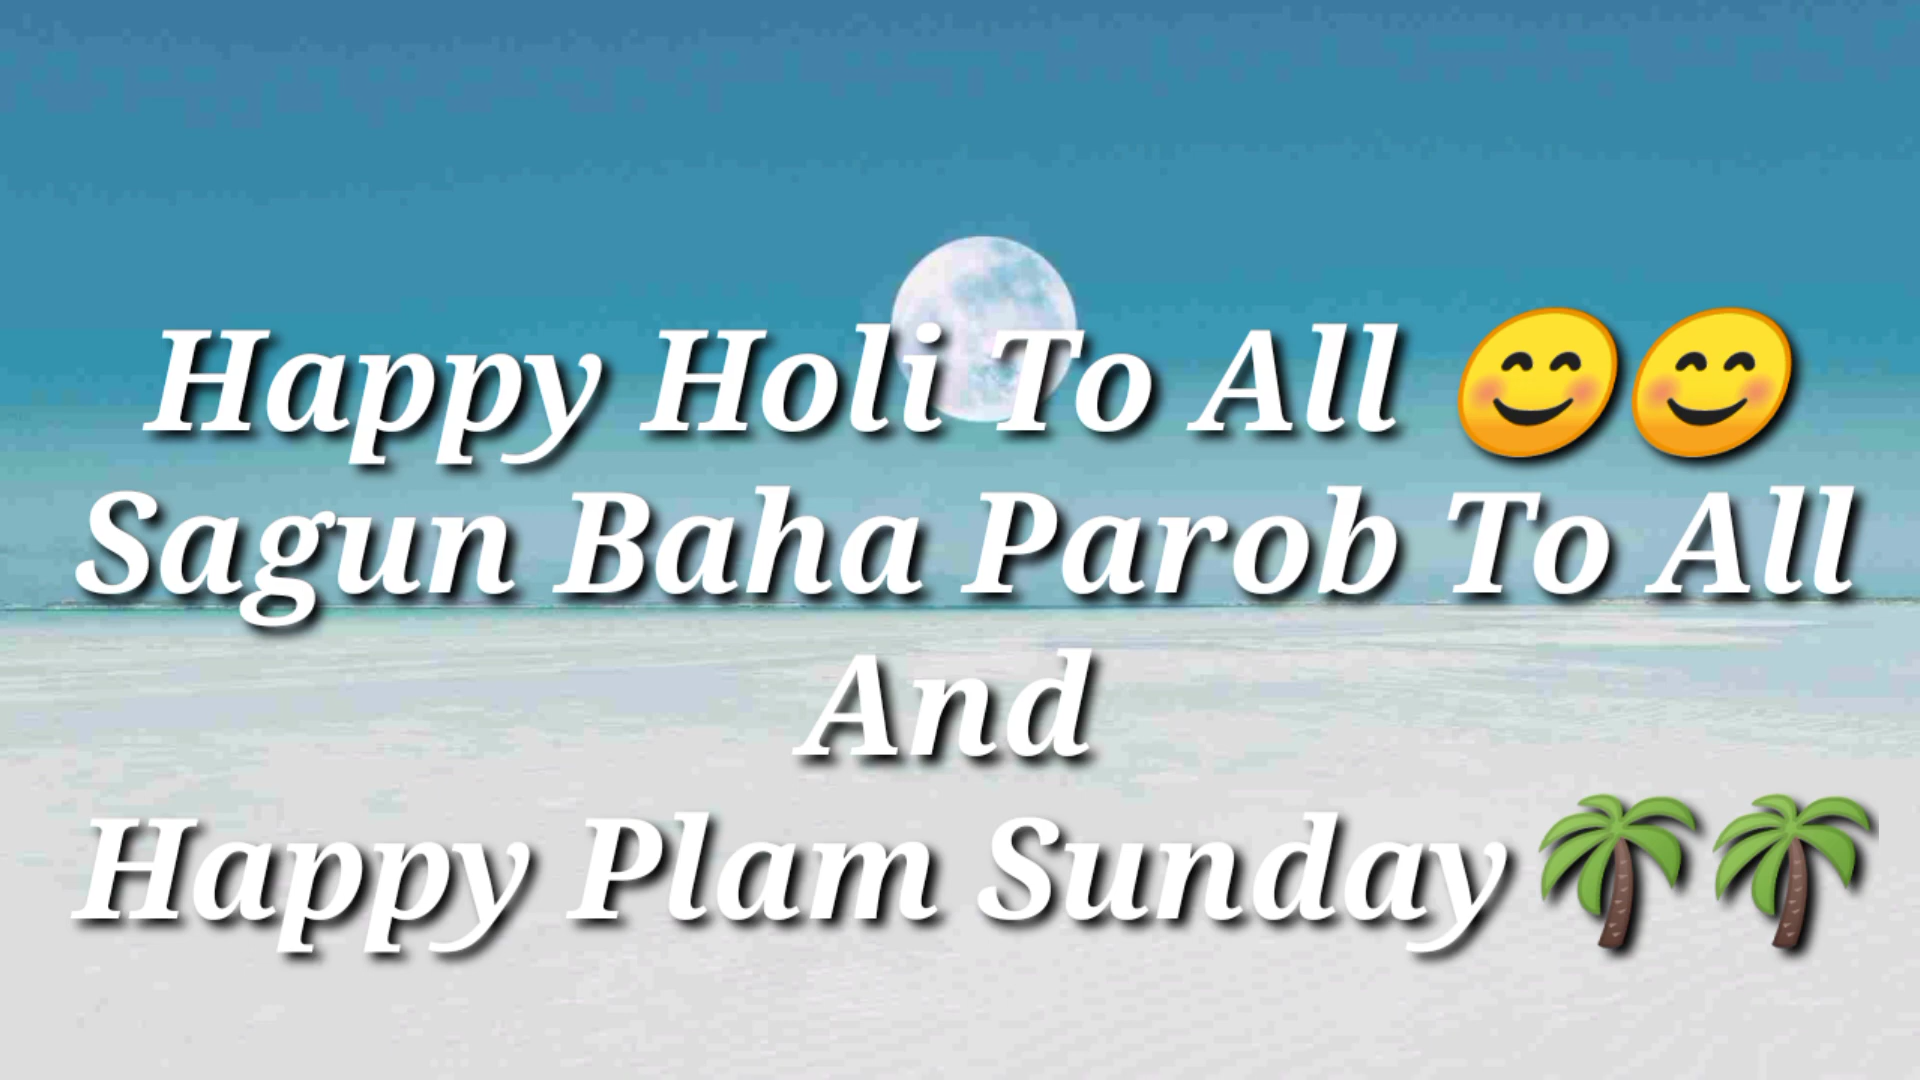 Happy Holi To All 😊😊
Sagun Baha Parob To All
And
Happy Plam Sunday🌴🌴